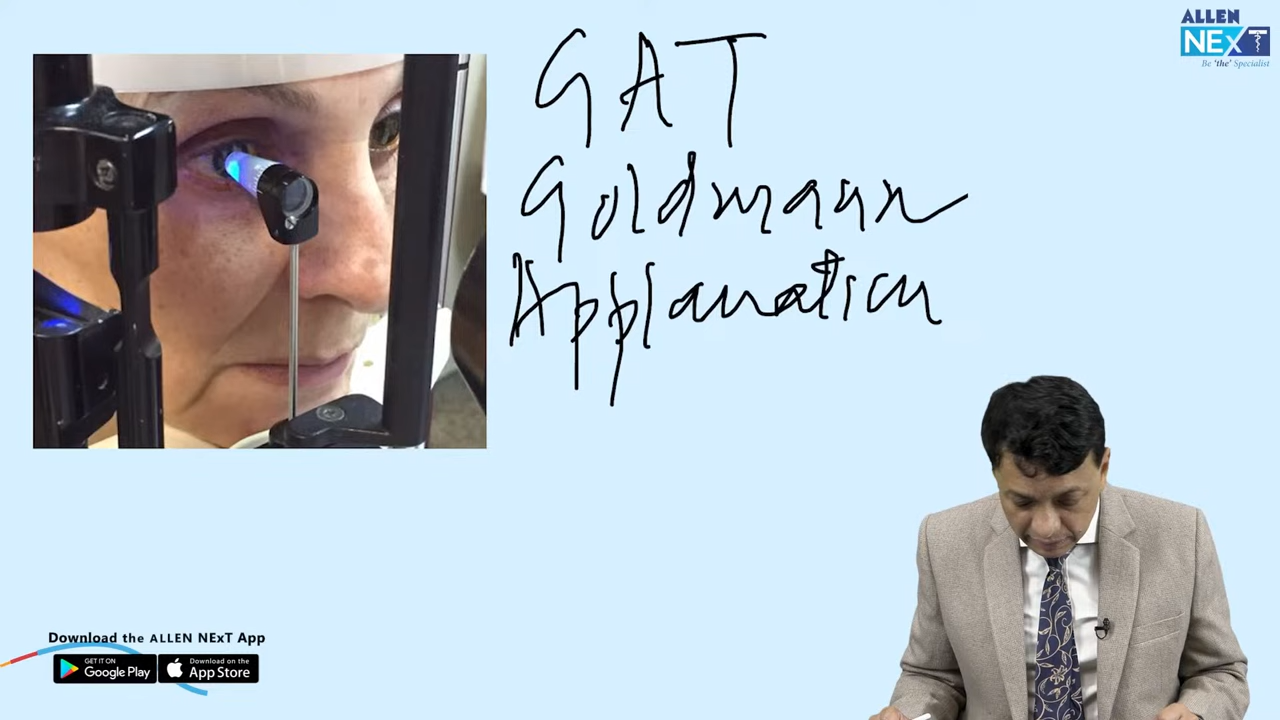 ALLEN
NExT
Be 'the' Specialist
GAT
Goldmann
Applanation
Download the ALLEN NExT App
GET IT ON
Google Play
Download on the
App Store